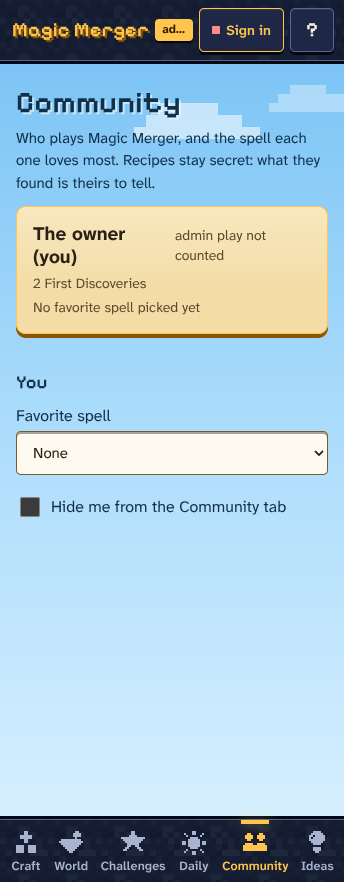 Magic Merger ad... Sign in ?
Community
Who plays Magic Merger, and the spell each
one loves most. Recipes stay secret: what they
found is theirs to tell.
The owner
(you)
admin play not
counted
2 First Discoveries
No favorite spell picked yet
You
Favorite spell
None
Hide me from the Community tab
Craft World Challenges Daily Community Ideas